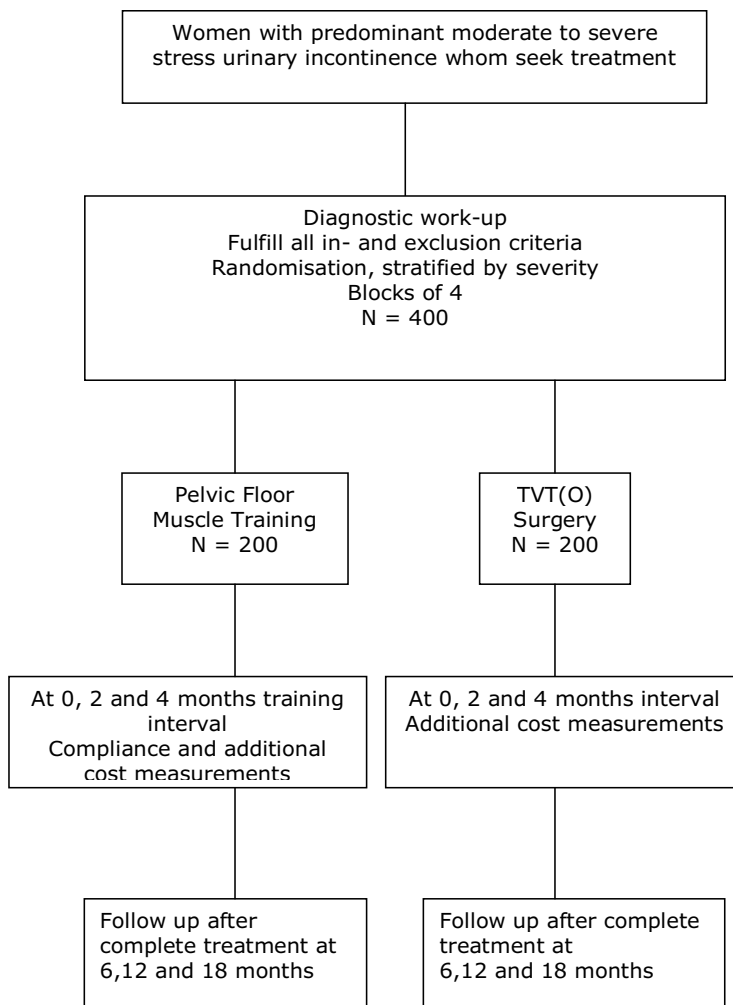 Women with predominant moderate to severe
stress urinary incontinence whom seek treatment
Diagnostic work-up
Fulfill all in- and exclusion criteria
Randomisation, stratified by severity
Blocks of 4
N = 400
Pelvic Floor
Muscle Training
N = 200
TVT(O)
Surgery
N = 200
At 0, 2 and 4 months training
interval
Compliance and additional
cost measurements
At 0, 2 and 4 months interval
Additional cost measurements
Follow up after
complete treatment at
6,12 and 18 months
Follow up after complete
treatment at
6,12 and 18 months